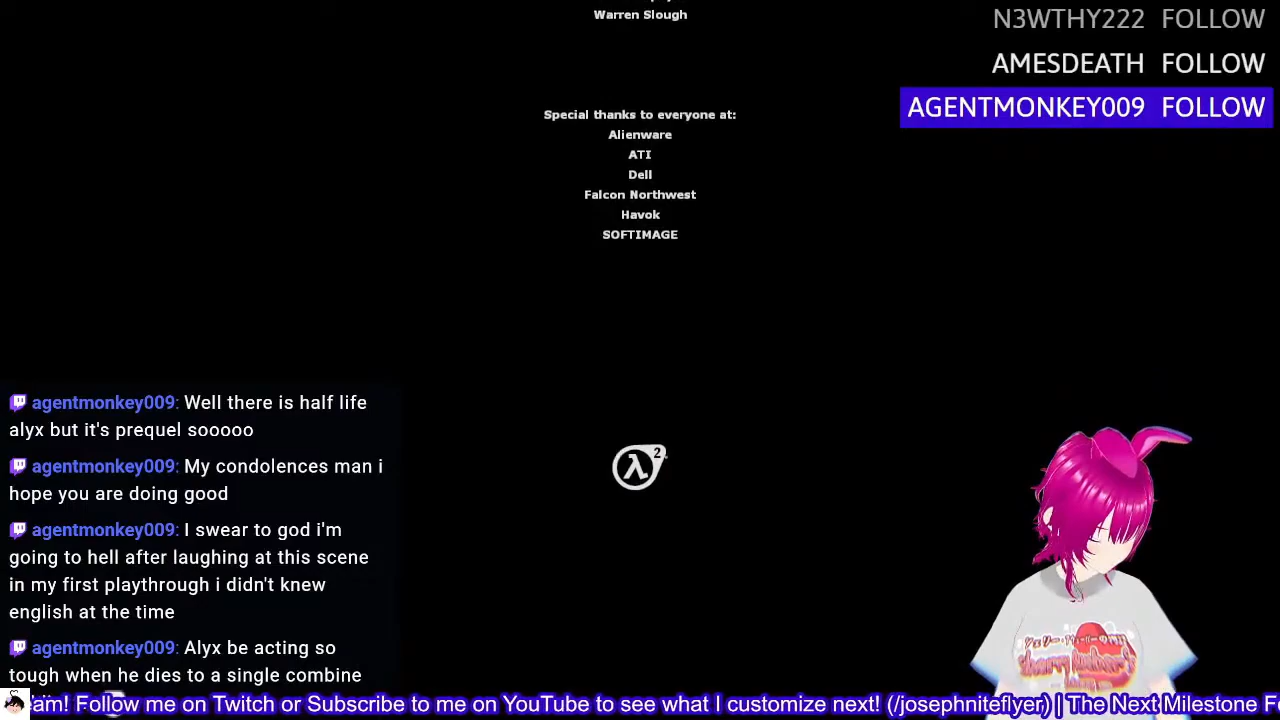 Warren Slough
N3WTHY222 FOLLOW
AMESDEATH FOLLOW
AGENTMONKEY009 FOLLOW
Special thanks to everyone at:
Alienware
ATI
Dell
Falcon Northwest
Havok
SOFTIMAGE
λ2
agentmonkey009: Well there is half life
alyx but it's prequel sooooo
agentmonkey009: My condolences man i
hope you are doing good
agentmonkey009: I swear to god i'm
going to hell after laughing at this scene
in my first playthrough i didn't knew
english at the time
agentmonkey009: Alyx be acting so
tough when he dies to a single combine
eam! Follow me on Twitch or Subscribe to me on YouTube to see what I customize next! (/josephniteflyer) | The Next Milestone F